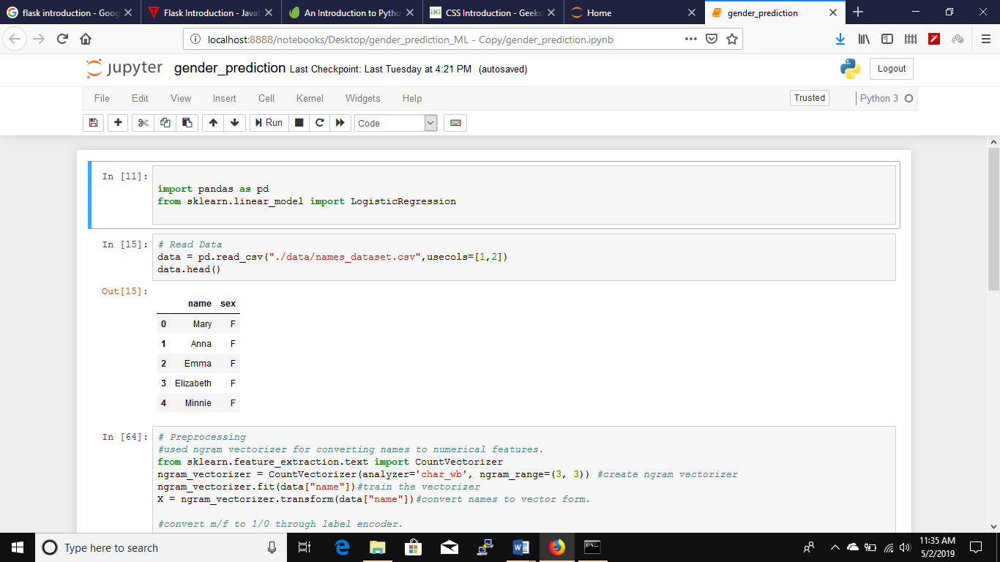 flask introduction - Goog
Flask Introduction - Java
An Introduction to Pytho
CSS Introduction - Geeks
Home
gender_prediction
localhost:8888/notebooks/Desktop/gender_prediction_ML - Copy/gender_prediction.ipynb
jupyter gender_prediction Last Checkpoint: Last Tuesday at 4:21 PM (autosaved)
Logout
File Edit View Insert Cell Kernel Widgets Help
Trusted
Python 3
Run
Code
In [11]:
import pandas as pd
from sklearn.linear_model import LogisticRegression
In [15]:
# Read Data
data = pd.read_csv("./data/names_dataset.csv",usecols=[1,2])
data.head()
Out[15]:
name sex
0 Mary F
1 Anna F
2 Emma F
3 Elizabeth F
4 Minnie F
In [64]:
# Preprocessing
#used ngram vectorizer for converting names to numerical features.
from sklearn.feature_extraction.text import CountVectorizer
ngram_vectorizer = CountVectorizer(analyzer='char_wb', ngram_range=(3, 3)) #create ngram vectorizer
ngram_vectorizer.fit(data["name"])#train the vectorizer
X = ngram_vectorizer.transform(data["name"])#convert names to vector form.
#convert m/f to 1/0 through label encoder.
Type here to search
11:35 AM
5/2/2019